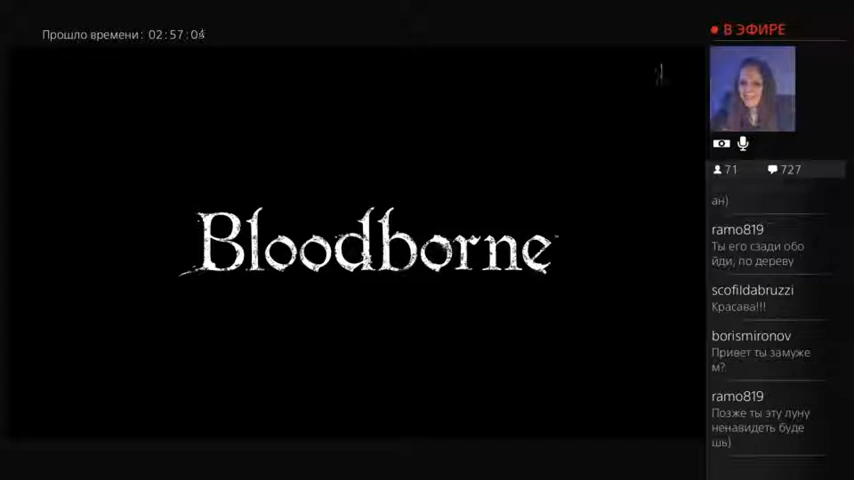 Прошло времени: 02:57:04
В ЭФИРЕ
Bloodborne
71 727
ан)
ramo819
Ты его сзади обо
йди, по дереву
scofildabruzzi
Красава!!!
borismironov
Привет ты замуже
м?
ramo819
Позже ты эту луну
ненавидеть буде
шь)